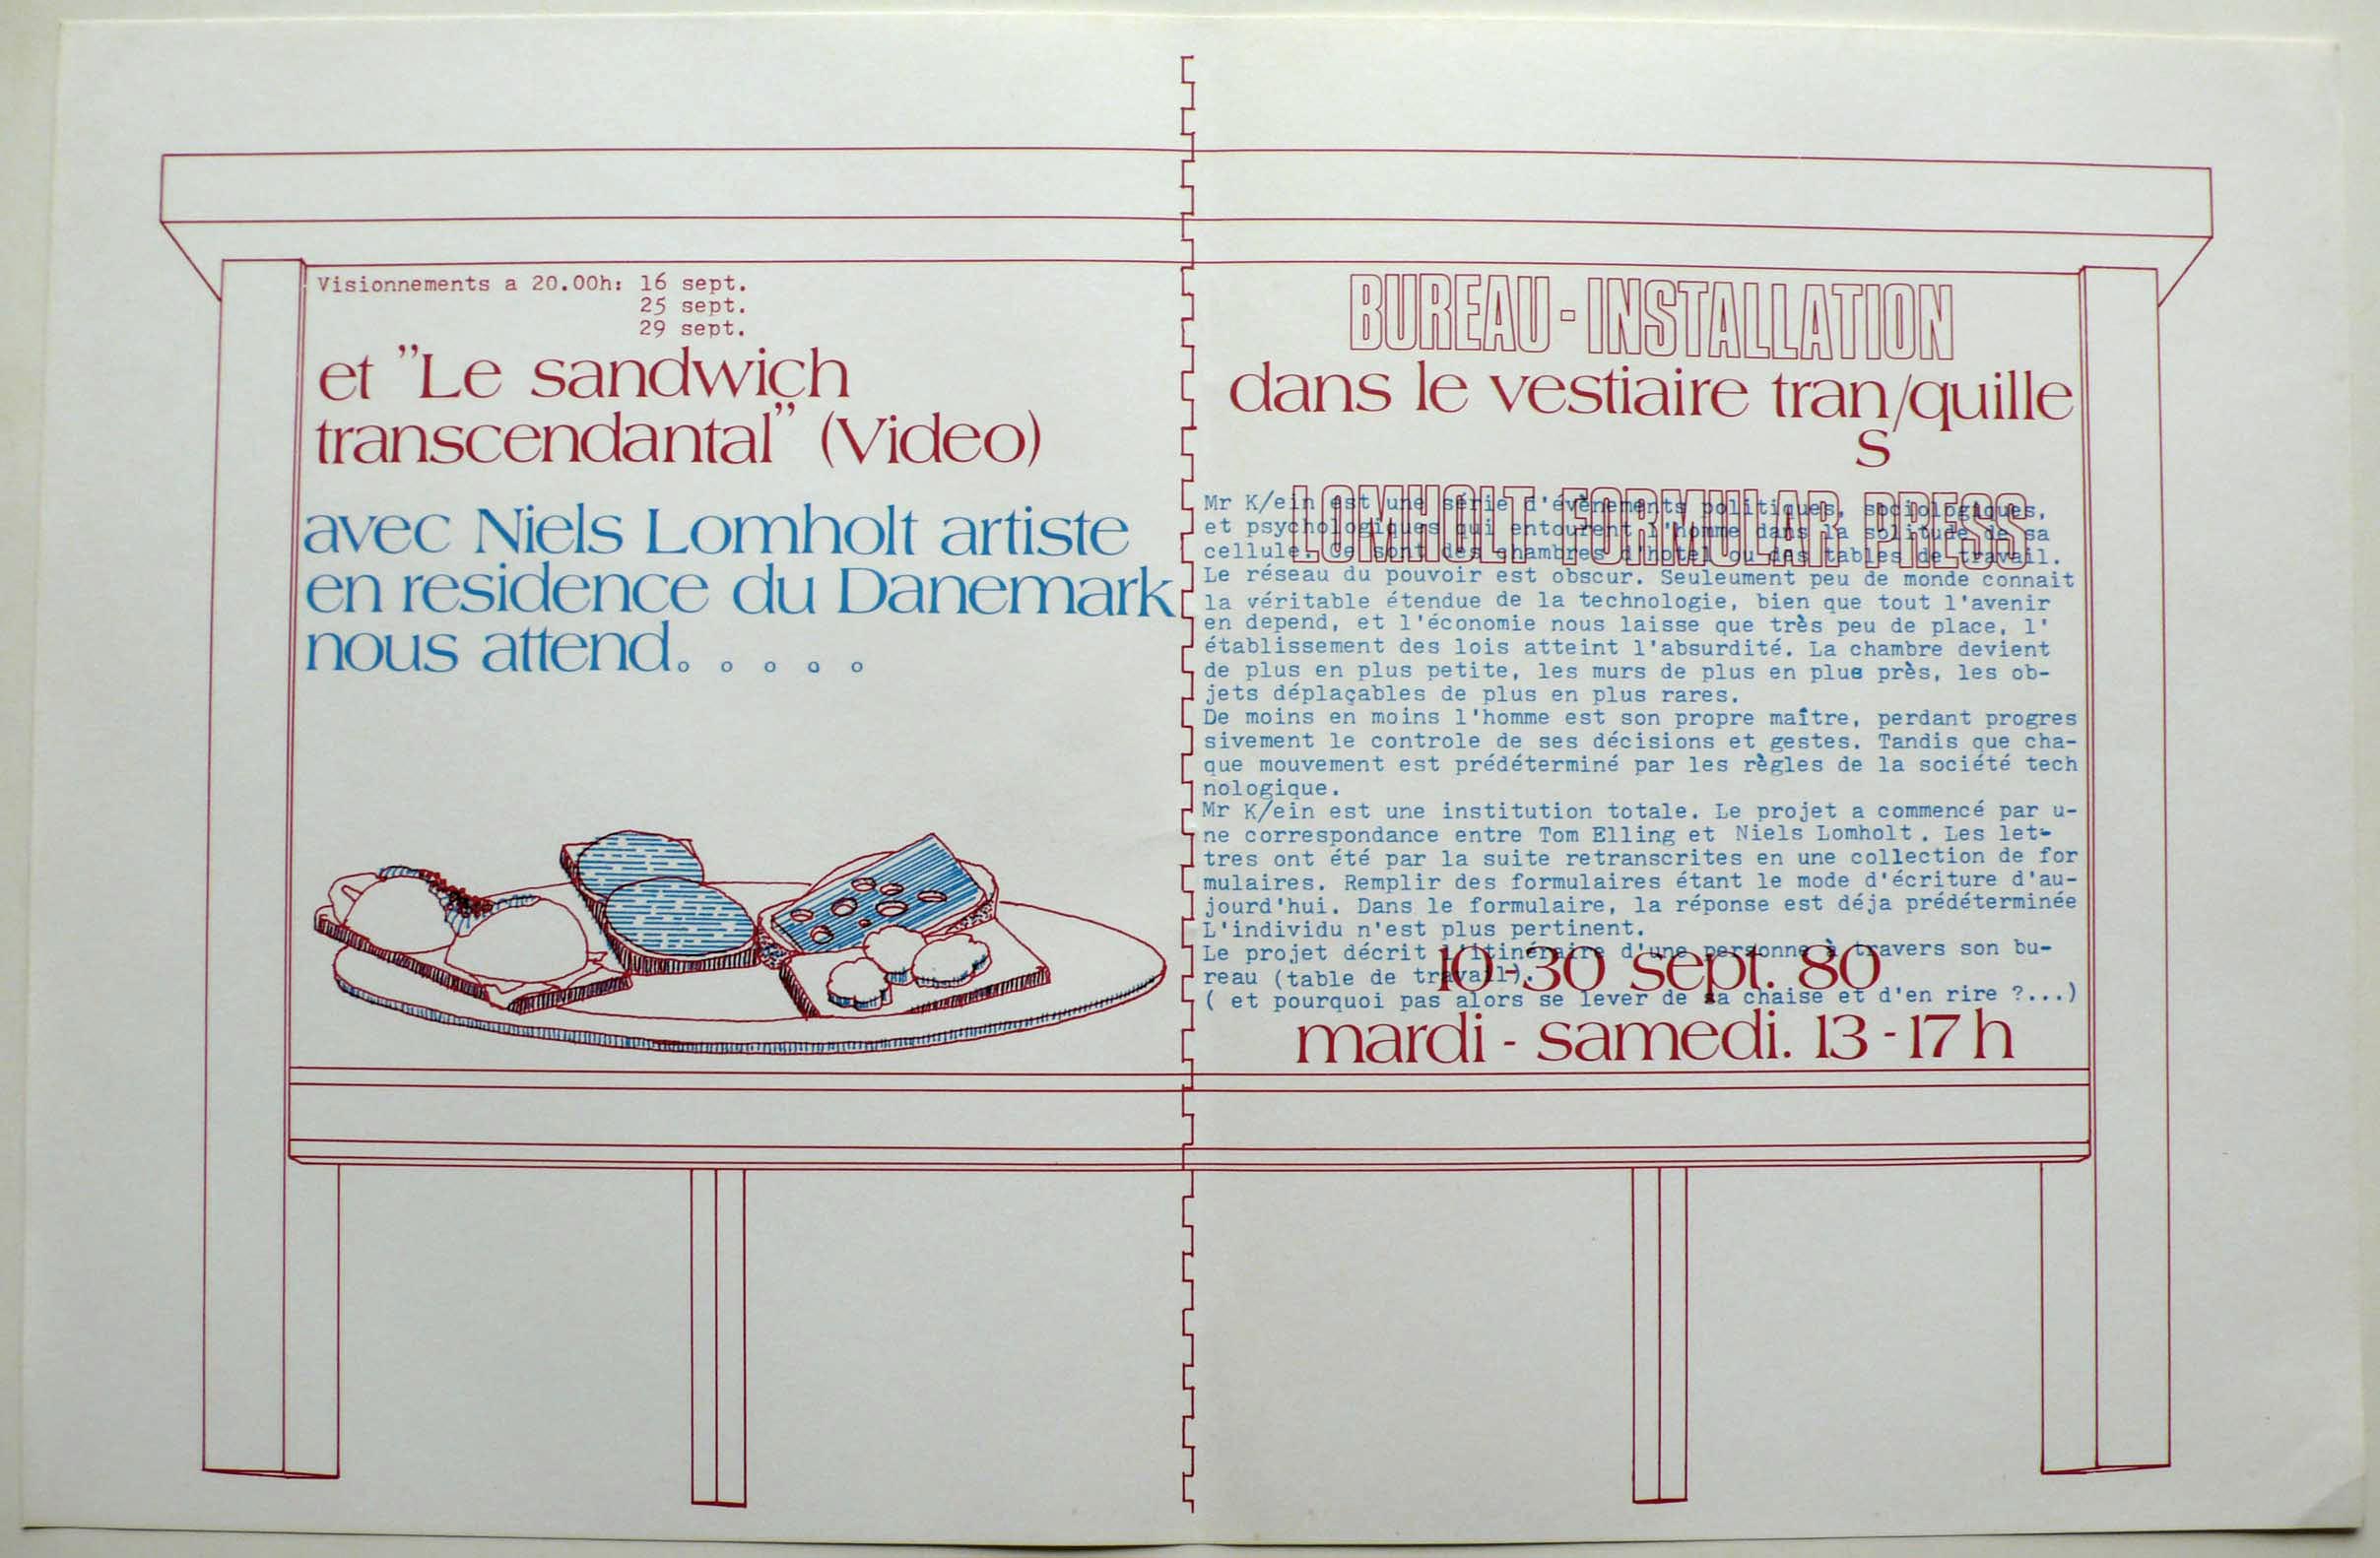 Visionnements a 20.00h: 16 sept.
25 sept.
29 sept.
et "Le sandwich
transcendantal" (Video)
avec Niels Lomholt artiste
en residence du Danemark
nous attend. . . . .
BUREAU-INSTALLATION
dans le vestiaire tran/quille
s
LOMHOLT FORMULAR PRESS
Mr K/ein est une série d'évènements politiques, sociologiques,
et psychologiques qui entourent l'homme dans la solitude de sa
cellule. Ce sont des chambres d'hotel ou des tables de travail.
Le réseau du pouvoir est obscur. Seuleument peu de monde connait
la véritable étendue de la technologie, bien que tout l'avenir
en depend, et l'économie nous laisse que très peu de place, l'
établissement des lois atteint l'absurdité. La chambre devient
de plus en plus petite, les murs de plus en plus près, les ob-
jets déplaçables de plus en plus rares.
De moins en moins l'homme est son propre maître, perdant progres
sivement le controle de ses décisions et gestes. Tandis que cha-
que mouvement est prédéterminé par les règles de la société tech
nologique.
Mr K/ein est une institution totale. Le projet a commencé par u-
ne correspondance entre Tom Elling et Niels Lomholt. Les let-
tres ont été par la suite retranscrites en une collection de for
mulaires. Remplir des formulaires étant le mode d'écriture d'au-
jourd'hui. Dans le formulaire, la réponse est déja prédéterminée
L'individu n'est plus pertinent.
Le projet décrit l'itinéraire d'une personne à travers son bu-
reau (table de travail).
( et pourquoi pas alors se lever de sa chaise et d'en rire ?...)
10-30 sept. 80
mardi - samedi. 13 - 17 h